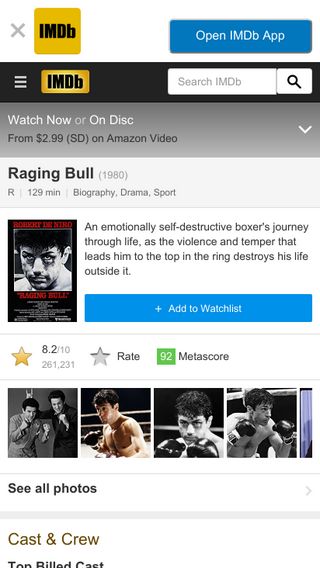 IMDb
Open IMDb App
IMDb
Search IMDb
Watch Now or On Disc
From $2.99 (SD) on Amazon Video
Raging Bull (1980)
R | 129 min | Biography, Drama, Sport
ROBERT DE NIRO
"RAGING BULL"
An emotionally self-destructive boxer's journey
through life, as the violence and temper that
leads him to the top in the ring destroys his life
outside it.
+ Add to Watchlist
8.2/10
261,231
Rate
92 Metascore
See all photos
Cast & Crew
Top Billed Cast